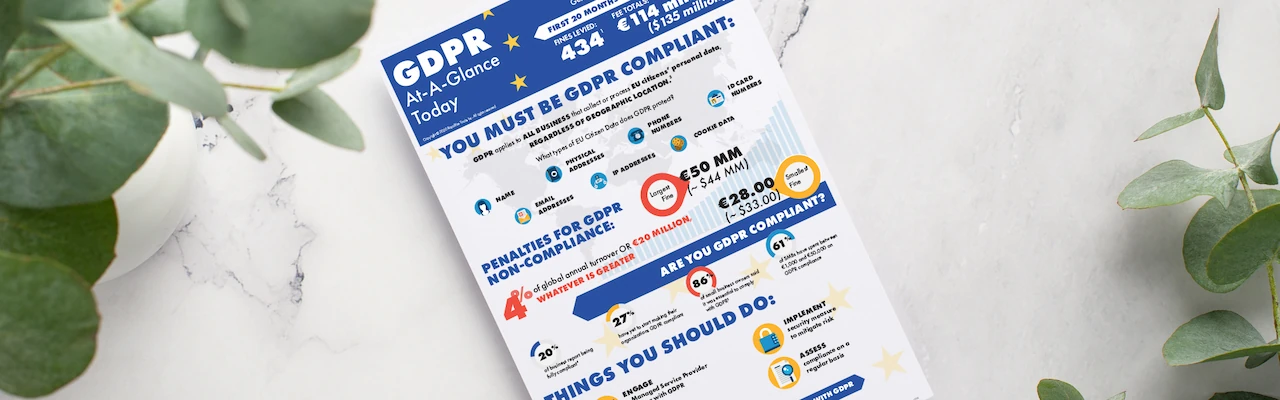 GDPR
At-A-Glance
Today
FIRST 20 MONTHS
FINES LEVIED:
434
FEE TOTALS:
€114
($135 million)
YOU MUST BE GDPR COMPLIANT:
GDPR applies to ALL BUSINESS that collect or process EU citizens' personal data,
REGARDLESS OF GEOGRAPHIC LOCATION.
What types of EU Citizen Data does GDPR protect?
NAME
EMAIL
ADDRESSES
PHYSICAL
ADDRESSES
IP ADDRESSES
PHONE
NUMBERS
COOKIE DATA
ID CARD
NUMBERS
PENALTIES FOR GDPR
NON-COMPLIANCE:
4% of global annual turnover OR €20 MILLION,
WHATEVER IS GREATER
Largest
Fine
€50 MM
(~ $44 MM)
€28.00
(~ $33.00)
Smallest
Fine
ARE YOU GDPR COMPLIANT?
20%
of business report being
fully compliant
27%
have yet to start making their
organizations GDPR compliant
86%
of small business owners said
it was essential to comply
with GDPR
61%
of SMBs have spent between
€1,000 and €50,000 on
GDPR compliance
THINGS YOU SHOULD DO:
ENGAGE
Managed Service Provider
with GDPR
IMPLEMENT
security measure
to mitigate risk
ASSESS
compliance on a
regular basis
WITH GDPR